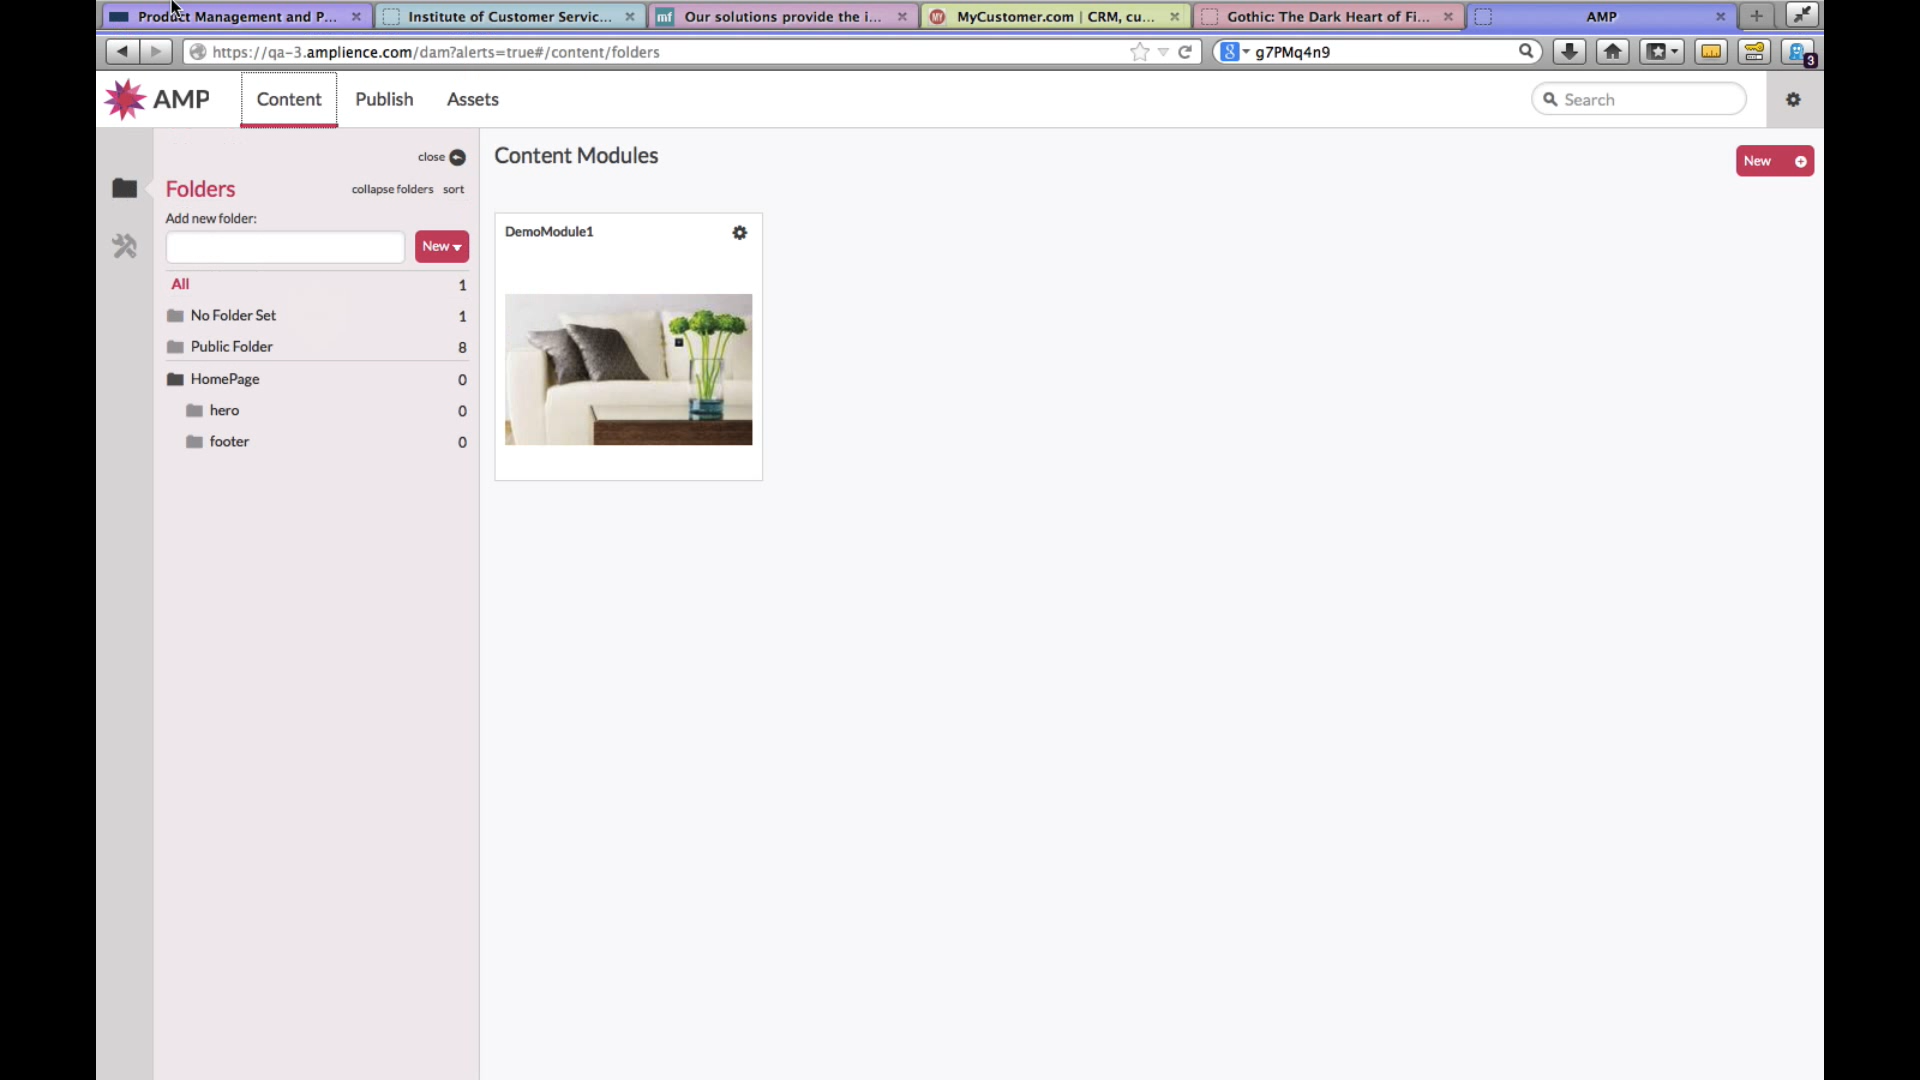 Product Management and P...
Institute of Customer Servic...
mf Our solutions provide the i...
MY MyCustomer.com | CRM, cu...
Gothic: The Dark Heart of Fi...
AMP
https://qa-3.amplience.com/dam?alerts=true#/content/folders
g7PMq4n9
3
AMP
Content
Publish
Assets
Search
close
Content Modules
New
Folders
collapse folders
sort
Add new folder:
New
All 1
No Folder Set 1
Public Folder 8
HomePage 0
hero 0
footer 0
DemoModule1